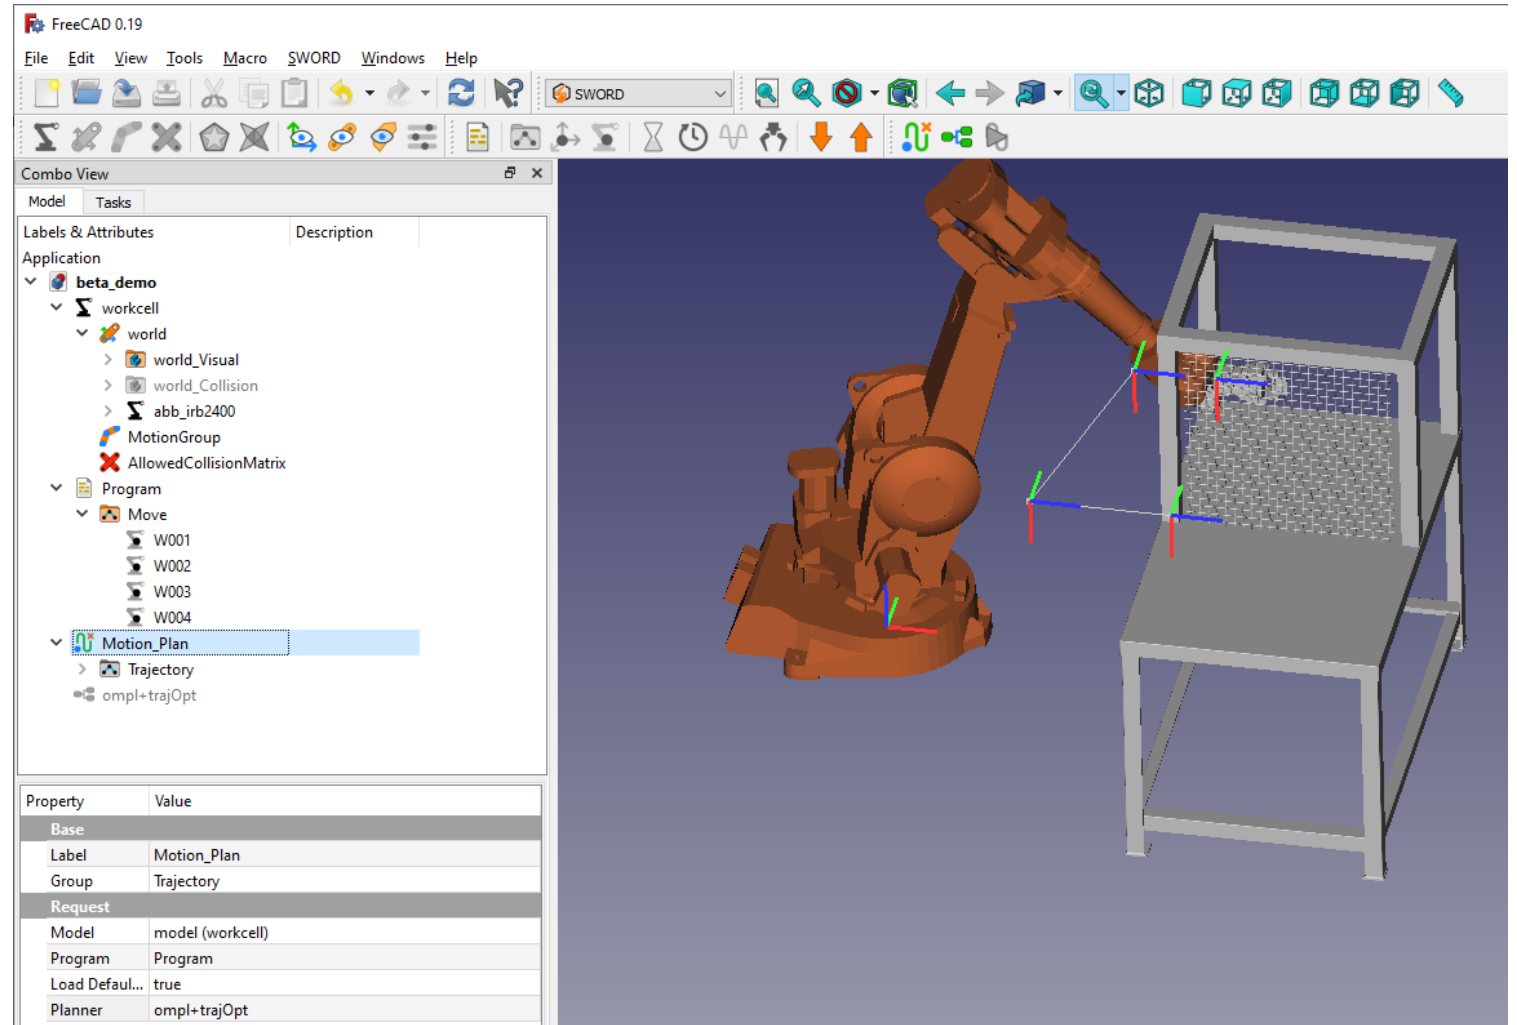 FreeCAD 0.19
File Edit View Tools Macro SWORD Windows Help
SWORD
Combo View
Model Tasks
Labels & Attributes Description
Application
beta_demo
workcell
world
world_Visual
world_Collision
abb_irb2400
MotionGroup
AllowedCollisionMatrix
Program
Move
W001
W002
W003
W004
Motion_Plan
Trajectory
ompl+trajOpt
Property Value
Base
Label Motion_Plan
Group Trajectory
Request
Model model (workcell)
Program Program
Load Defaul... true
Planner ompl+trajOpt